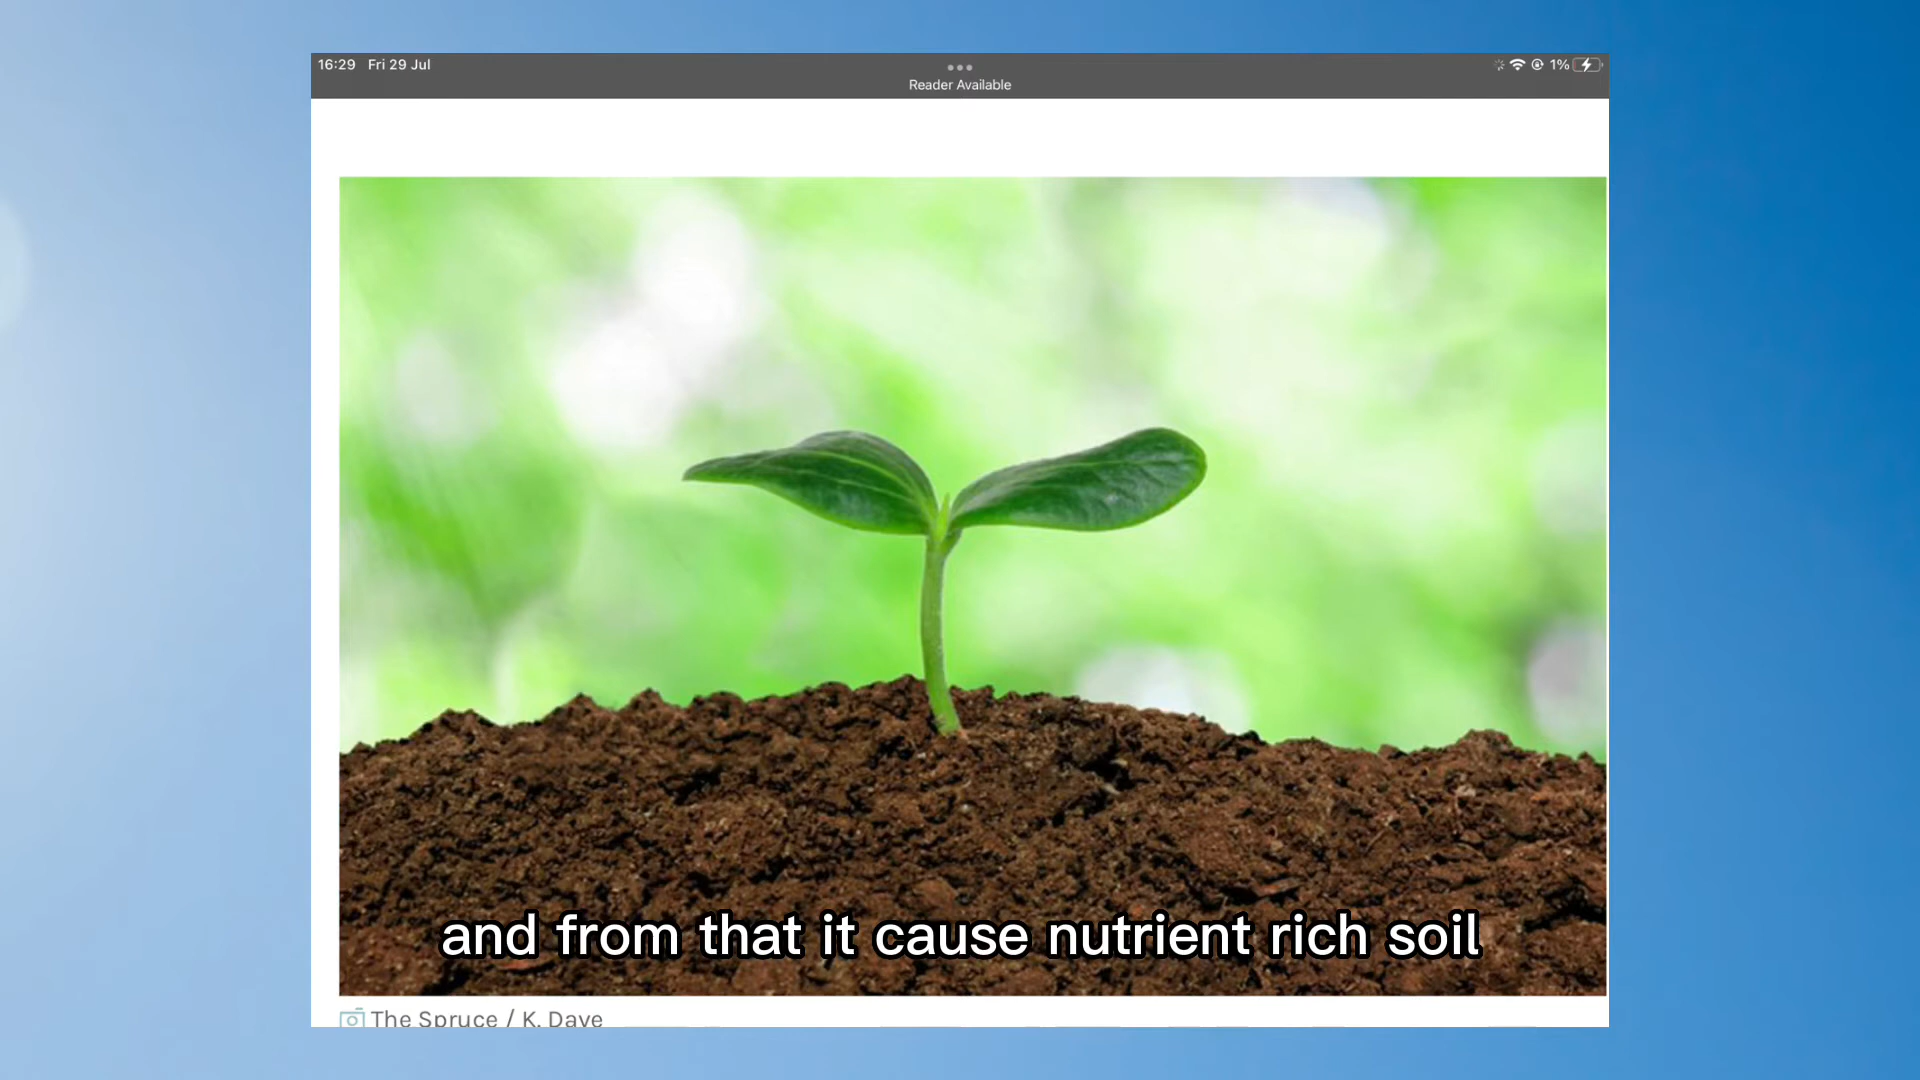 16:29 Fri 29 Jul
1%
Reader Available
and from that it cause nutrient rich soil
The Spruce / K. Dave